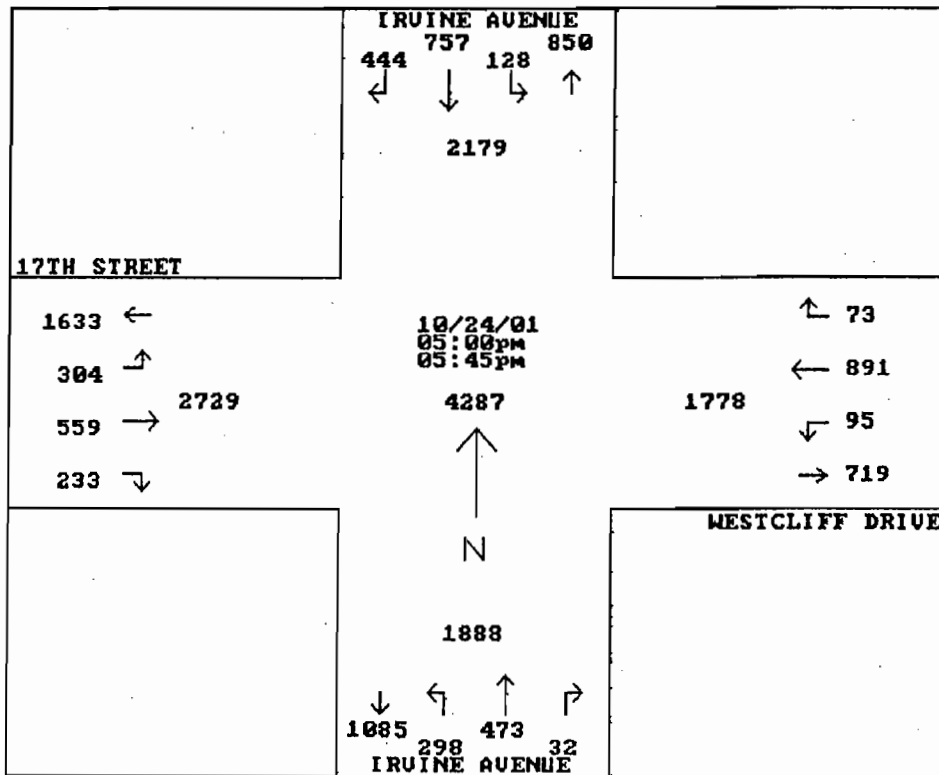 IRVINE AVENUE
757 850
444 128
2179
17TH STREET
1633
10/24/01
05:00pm
05:45pm
73
304
891
559
2729
4287
1778
95
233
719
WESTCLIFF DRIVE
N
1888
1085 473
298 32
IRVINE AVENUE